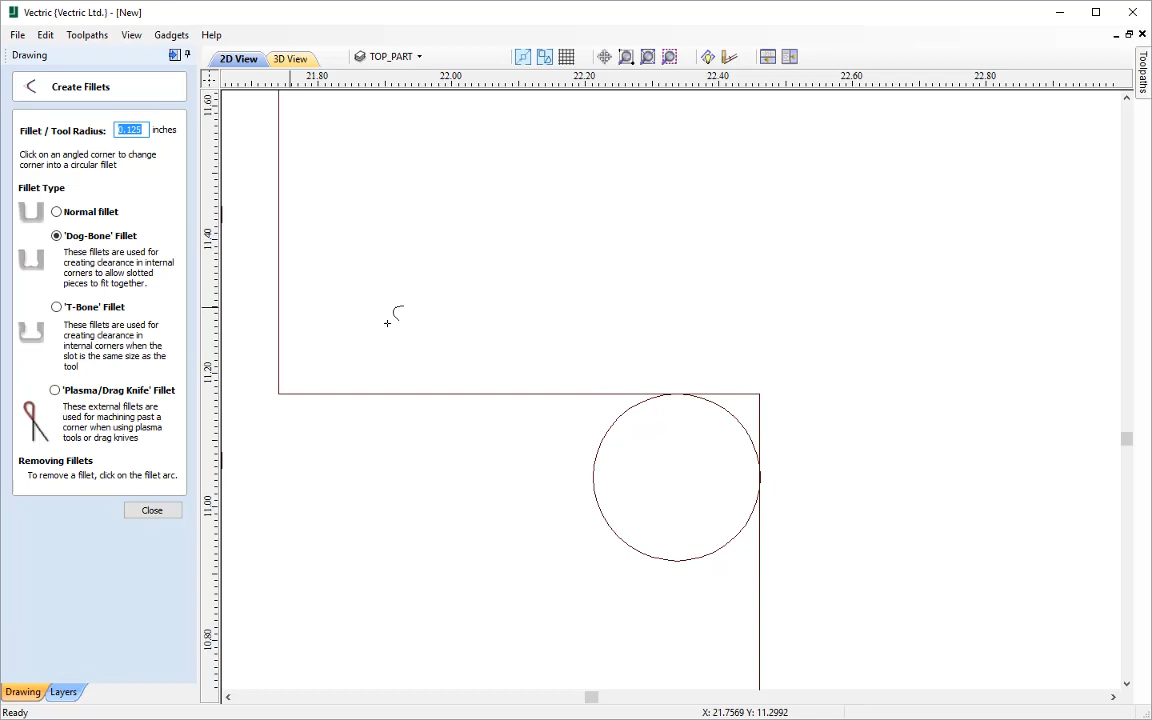 Vectric {Vectric Ltd.} - [New]
File Edit Toolpaths View Gadgets Help
Drawing
2D View 3D View TOP_PART
21.80 22.00 22.20 22.40 22.60 22.80
Create Fillets
Fillet / Tool Radius: 0.125 inches
Click on an angled corner to change
corner into a circular fillet
Fillet Type
Normal fillet
'Dog-Bone' Fillet
These fillets are used for
creating clearance in internal
corners to allow slotted
pieces to fit together.
'T-Bone' Fillet
These fillets are used for
creating clearance in
internal corners when the
slot is the same size as the
tool
'Plasma/Drag Knife' Fillet
These external fillets are
used for machining past a
corner when using plasma
tools or drag knives
Removing Fillets
To remove a fillet, click on the fillet arc.
Close
11.60
11.40
11.20
11.00
10.80
Toolpaths
Drawing Layers
Ready X: 21.7569 Y: 11.2992